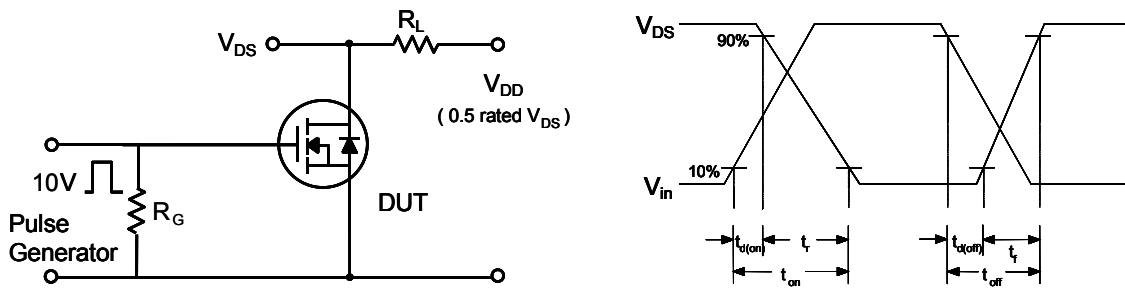 R_L
V_DS
V_DD
( 0.5 rated V_DS )
10V
R_G
DUT
Pulse
Generator
V_DS
90%
10%
V_in
t_d(on)
t_r
t_on
t_d(off)
t_f
t_off